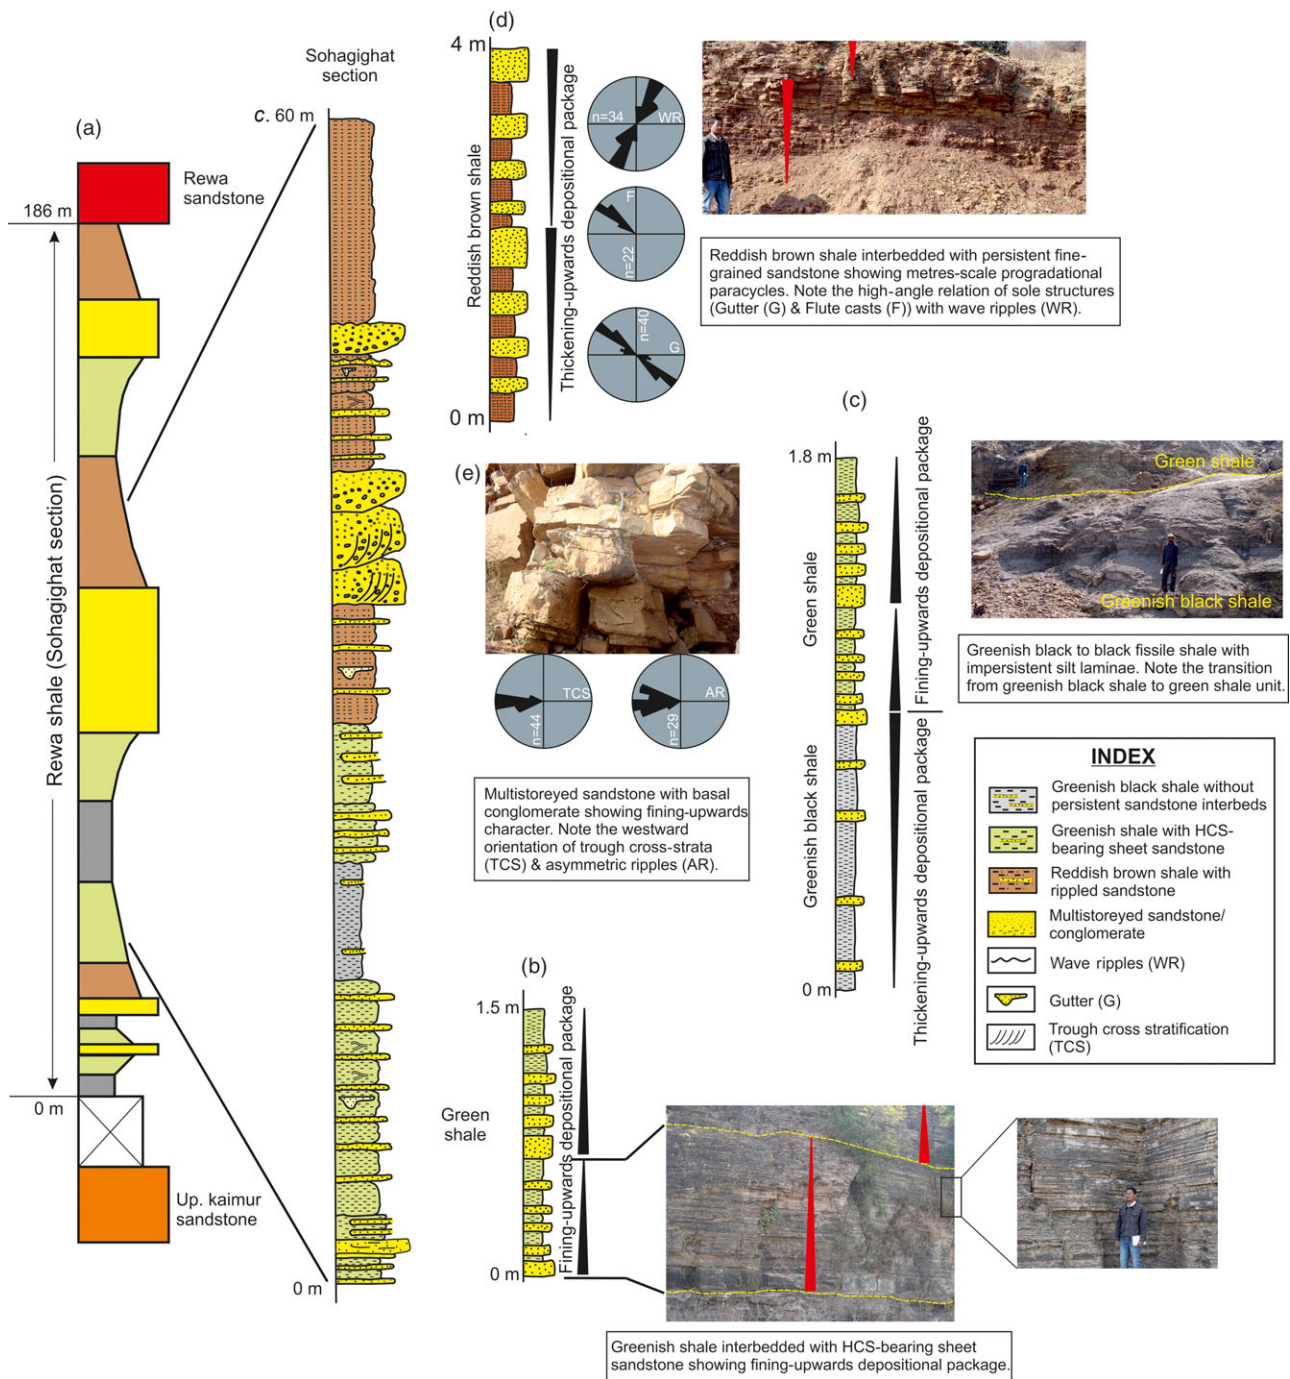 (a)
Rewa
sandstone
186 m
Rewa shale (Sohagighat section)
0 m
Up. kaimur
sandstone
Sohagighat
section
c. 60 m
0 m
(d)
4 m
Reddish brown shale
0 m
Thickening-upwards depositional package
n=34
WR
F
n=22
n=40
G
Reddish brown shale interbedded with persistent fine-
grained sandstone showing metres-scale progradational
paracycles. Note the high-angle relation of sole structures
(Gutter (G) & Flute casts (F)) with wave ripples (WR).
(e)
TCS
n=44
AR
n=29
Multistoreyed sandstone with basal
conglomerate showing fining-upwards
character. Note the westward
orientation of trough cross-strata
(TCS) & asymmetric ripples (AR).
(c)
1.8 m
Green shale
Greenish black shale
0 m
Fining-upwards depositional package
Thickening-upwards depositional package
Green shale
Greenish black shale
Greenish black to black fissile shale with
impersistent silt laminae. Note the transition
from greenish black shale to green shale unit.
INDEX
Greenish black shale without
persistent sandstone interbeds
Greenish shale with HCS-
bearing sheet sandstone
Reddish brown shale with
rippled sandstone
Multistoreyed sandstone/
conglomerate
Wave ripples (WR)
Gutter (G)
Trough cross stratification
(TCS)
(b)
1.5 m
Green
shale
0 m
Fining-upwards depositional package
Greenish shale interbedded with HCS-bearing sheet
sandstone showing fining-upwards depositional package.